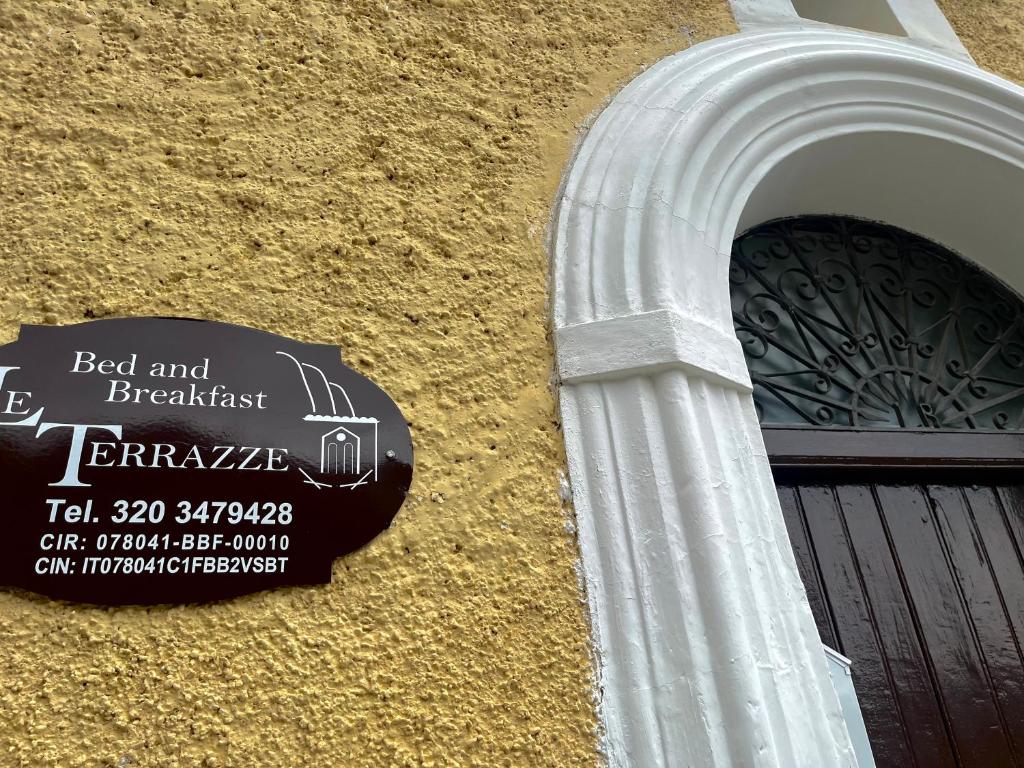 Bed and
Breakfast
LE
TERRAZZE
Tel. 320 3479428
CIR: 078041-BBF-00010
CIN: IT078041C1FBB2VSBT